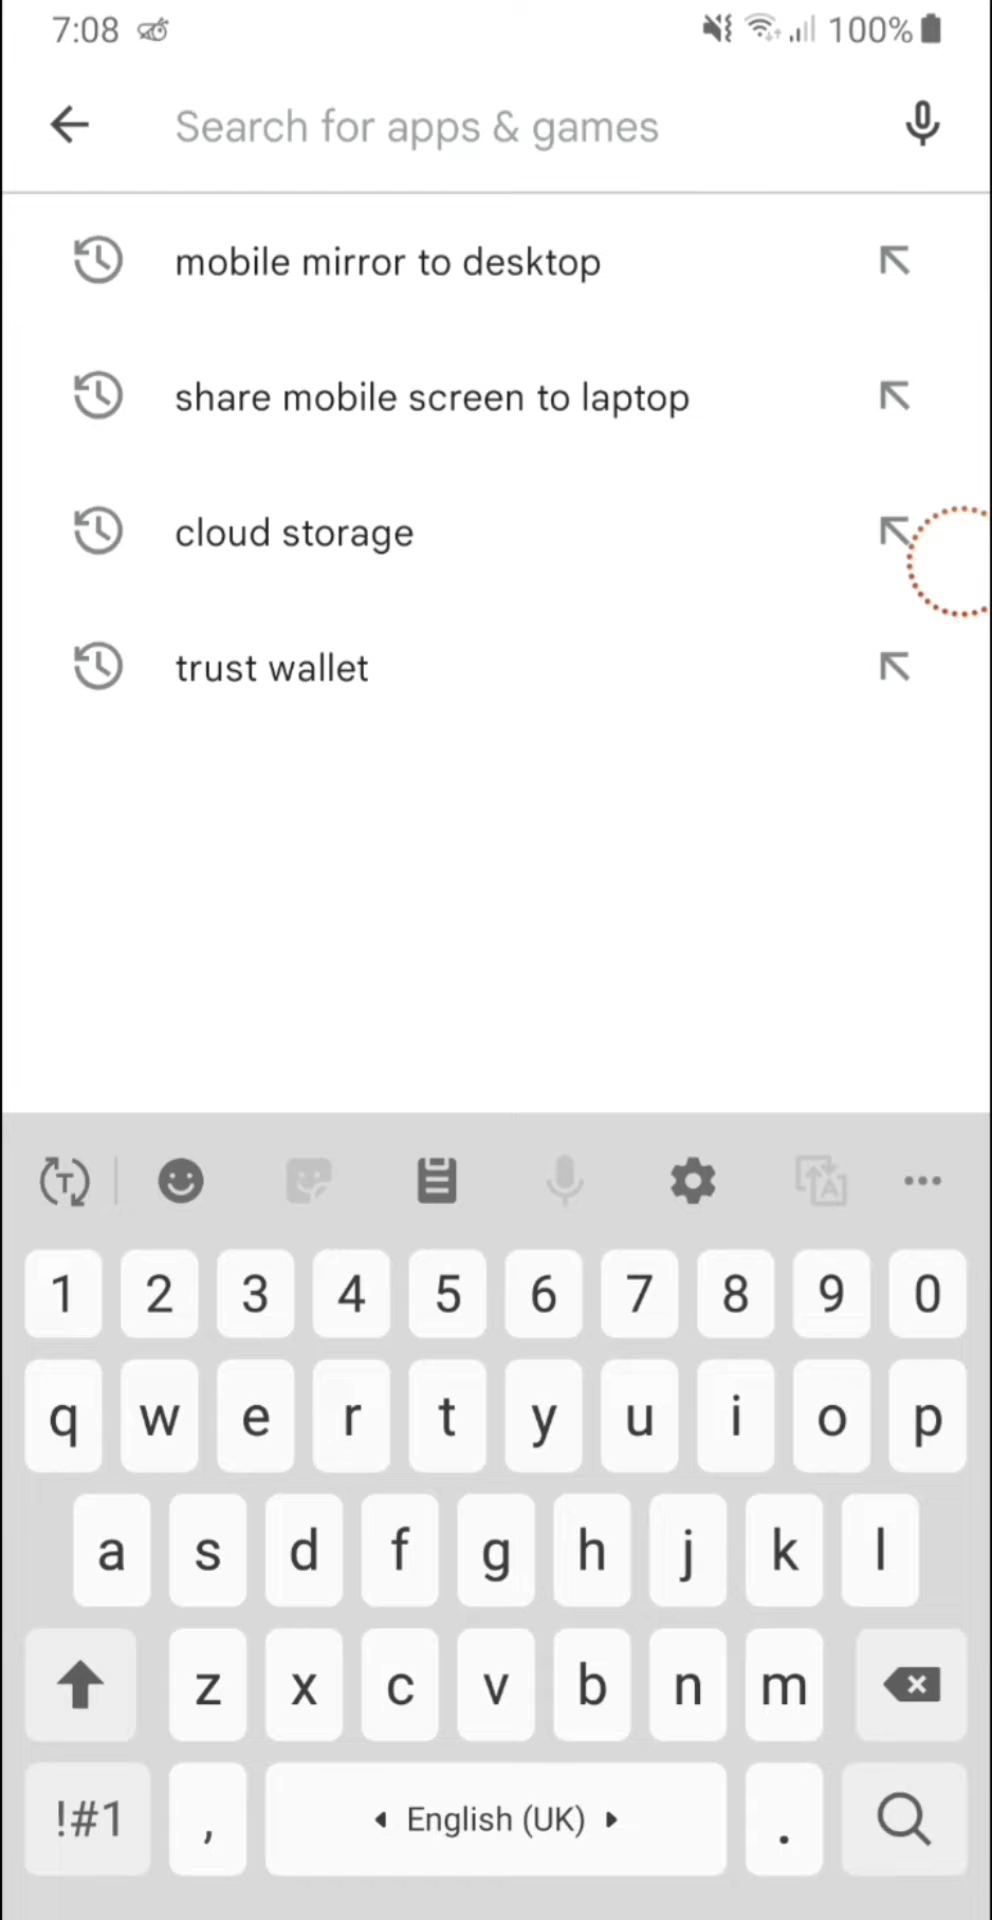 7:08 100%
Search for apps & games
mobile mirror to desktop
share mobile screen to laptop
cloud storage
trust wallet
1 2 3 4 5 6 7 8 9 0
q w e r t y u i o p
a s d f g h j k l
z x c v b n m
!#1 , English (UK) .